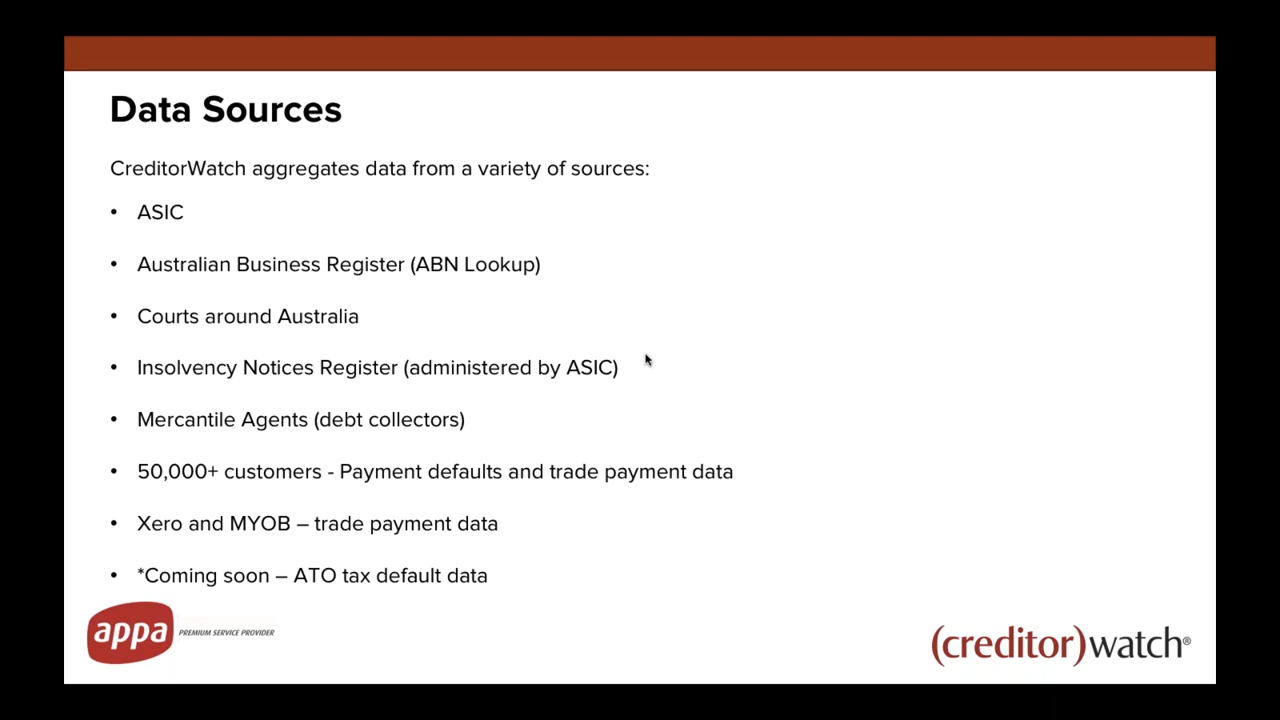 Data Sources
CreditorWatch aggregates data from a variety of sources:
• ASIC
• Australian Business Register (ABN Lookup)
• Courts around Australia
• Insolvency Notices Register (administered by ASIC)
• Mercantile Agents (debt collectors)
• 50,000+ customers - Payment defaults and trade payment data
• Xero and MYOB – trade payment data
• *Coming soon – ATO tax default data
appa PREMIUM SERVICE PROVIDER
(creditor)watch®